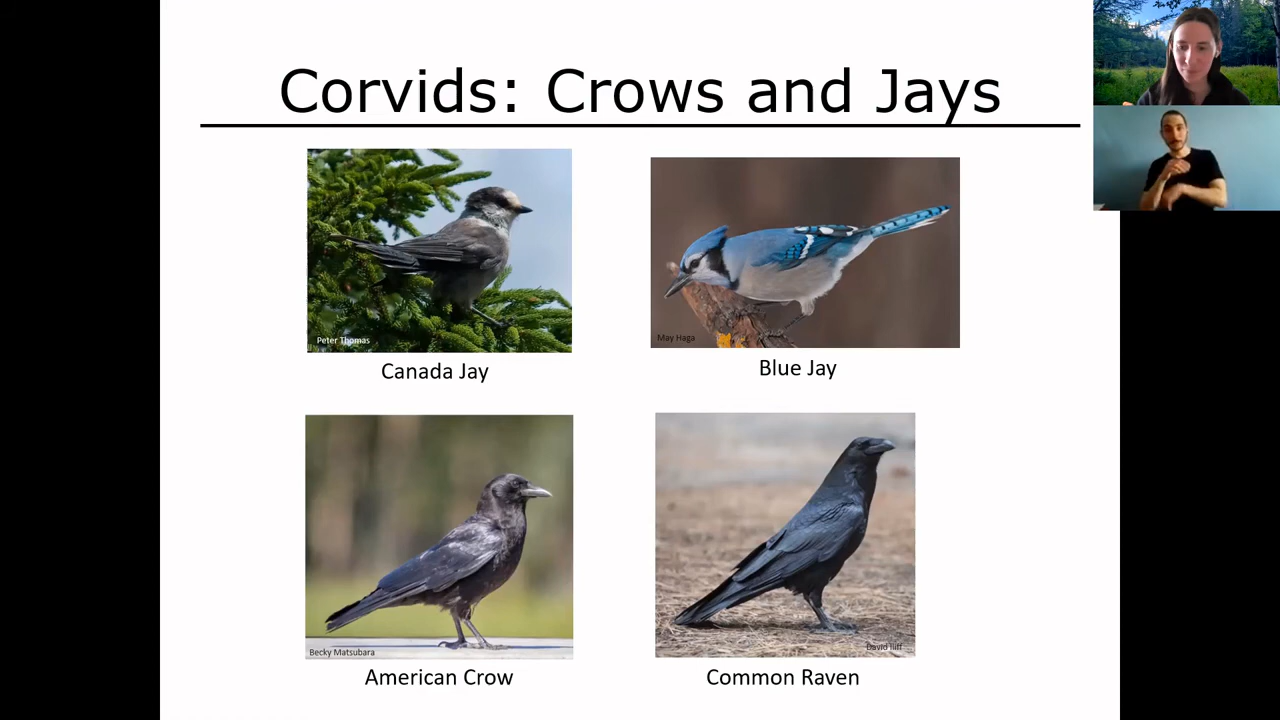 Corvids: Crows and Jays
Peter Thomas
May Haga
Canada Jay
Blue Jay
Becky Matsubara
David Iliff
American Crow
Common Raven